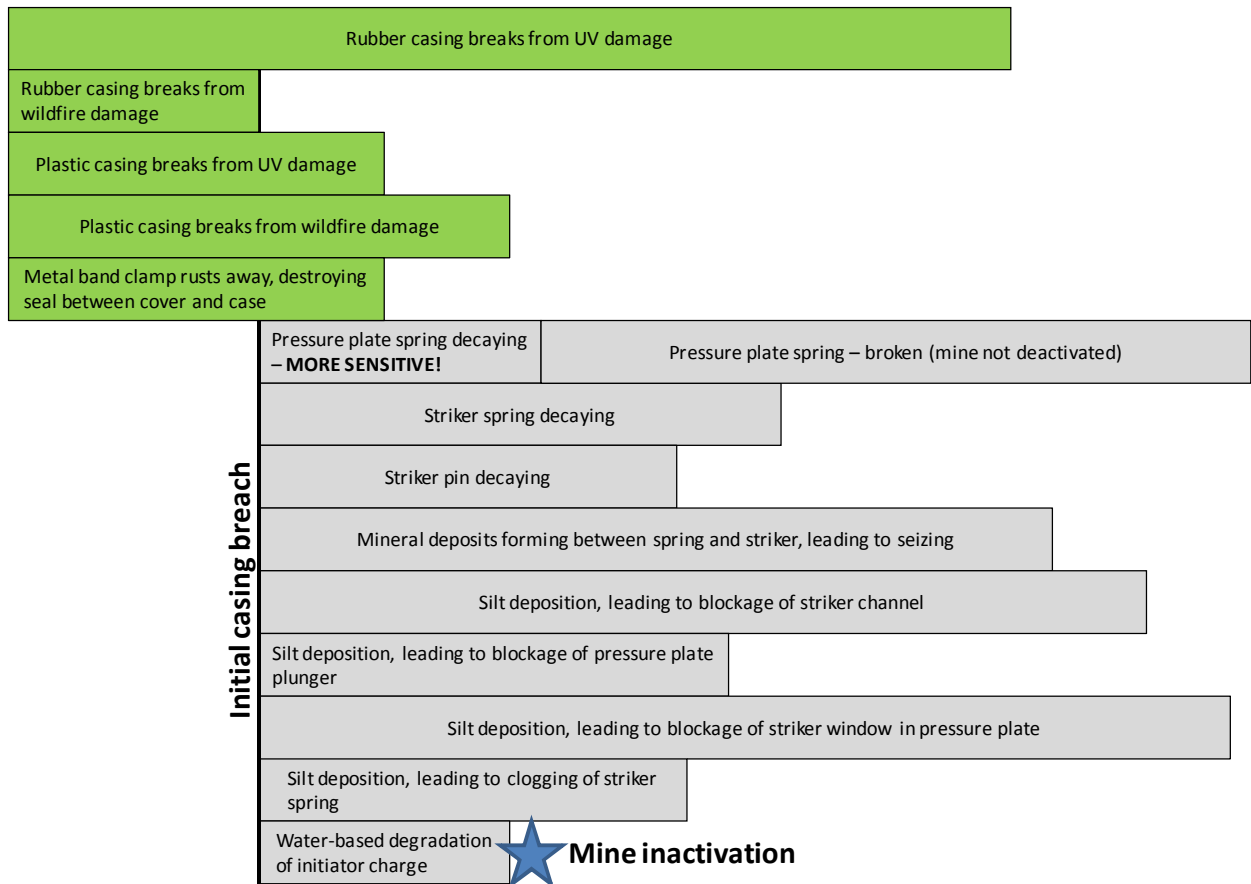 Rubber casing breaks from UV damage
Rubber casing breaks from
wildfire damage
Plastic casing breaks from UV damage
Plastic casing breaks from wildfire damage
Metal band clamp rusts away, destroying
seal between cover and case
Initial casing breach
Pressure plate spring decaying
– MORE SENSITIVE!
Pressure plate spring – broken (mine not deactivated)
Striker spring decaying
Striker pin decaying
Mineral deposits forming between spring and striker, leading to seizing
Silt deposition, leading to blockage of striker channel
Silt deposition, leading to blockage of pressure plate
plunger
Silt deposition, leading to blockage of striker window in pressure plate
Silt deposition, leading to clogging of striker
spring
Water-based degradation
of initiator charge
Mine inactivation